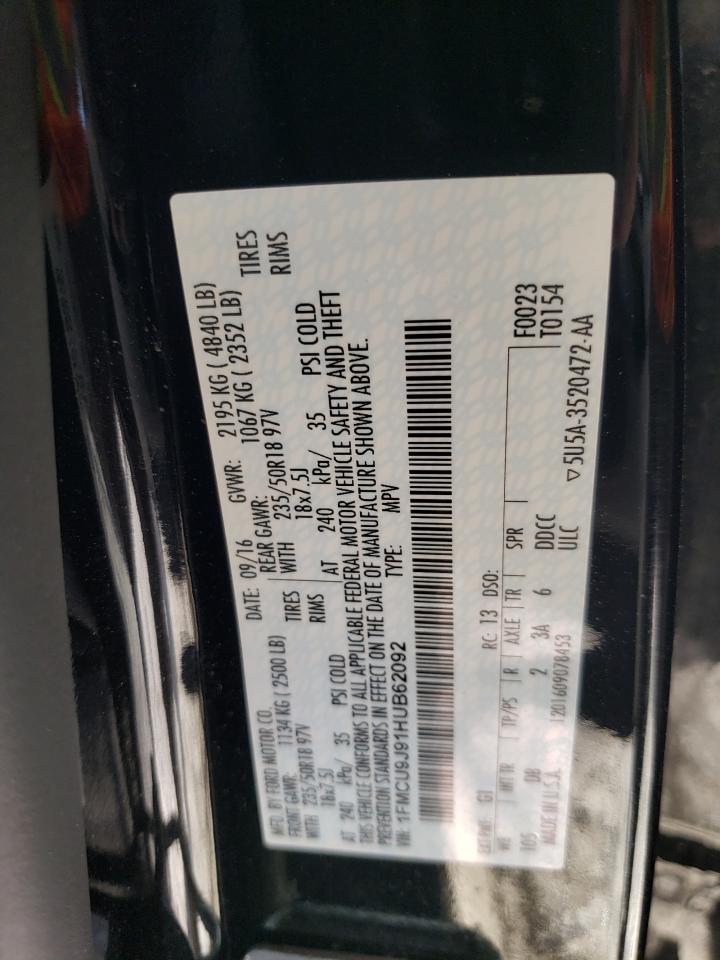 MFD. BY FORD MOTOR CO. DATE: 09/16 GVWR: 2195 KG ( 4840 LB)
FRONT GAWR: 1134 KG ( 2500 LB) REAR GAWR: 1067 KG ( 2352 LB)
WITH 235/50R18 97V TIRES WITH 235/50R18 97V TIRES
18x7.5J RIMS 18x7.5J RIMS
AT 240 kPa/ 35 PSI COLD AT 240 kPa/ 35 PSI COLD
THIS VEHICLE CONFORMS TO ALL APPLICABLE FEDERAL MOTOR VEHICLE SAFETY AND THEFT
PREVENTION STANDARDS IN EFFECT ON THE DATE OF MANUFACTURE SHOWN ABOVE.
VIN: 1FMCU9J91HUB62092 TYPE: MPV
EXT PNT: G1 RC: 13 DSO: F0023
WB INT TR TP/PS R AXLE TR SPR T0154
105 D8 2 3A 6 DDCC
MADE IN U.S.A. 1201609078453 ULC ▽5U5A-3520472-AA